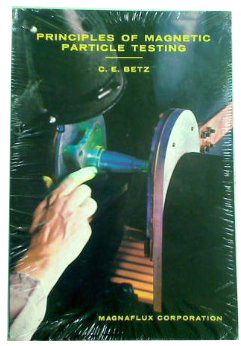 PRINCIPLES OF MAGNETIC
PARTICLE TESTING
C. E. BETZ
MAGNAFLUX CORPORATION